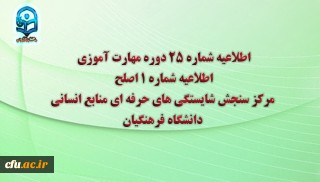 اطلاعیه شماره ۲۵ دوره مهارت آموزی
اطلاعیه شماره ۱ اصلح
مرکز سنجش شایستگی های حرفه ای منابع انسانی
دانشگاه فرهنگیان
cfu.ac.ir